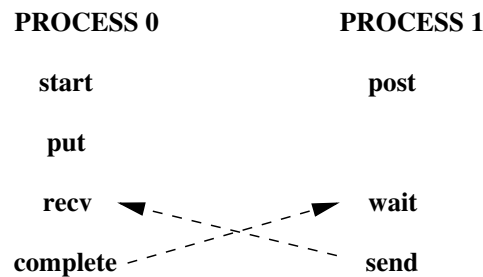 PROCESS 0 PROCESS 1
start post
put
recv wait
complete send